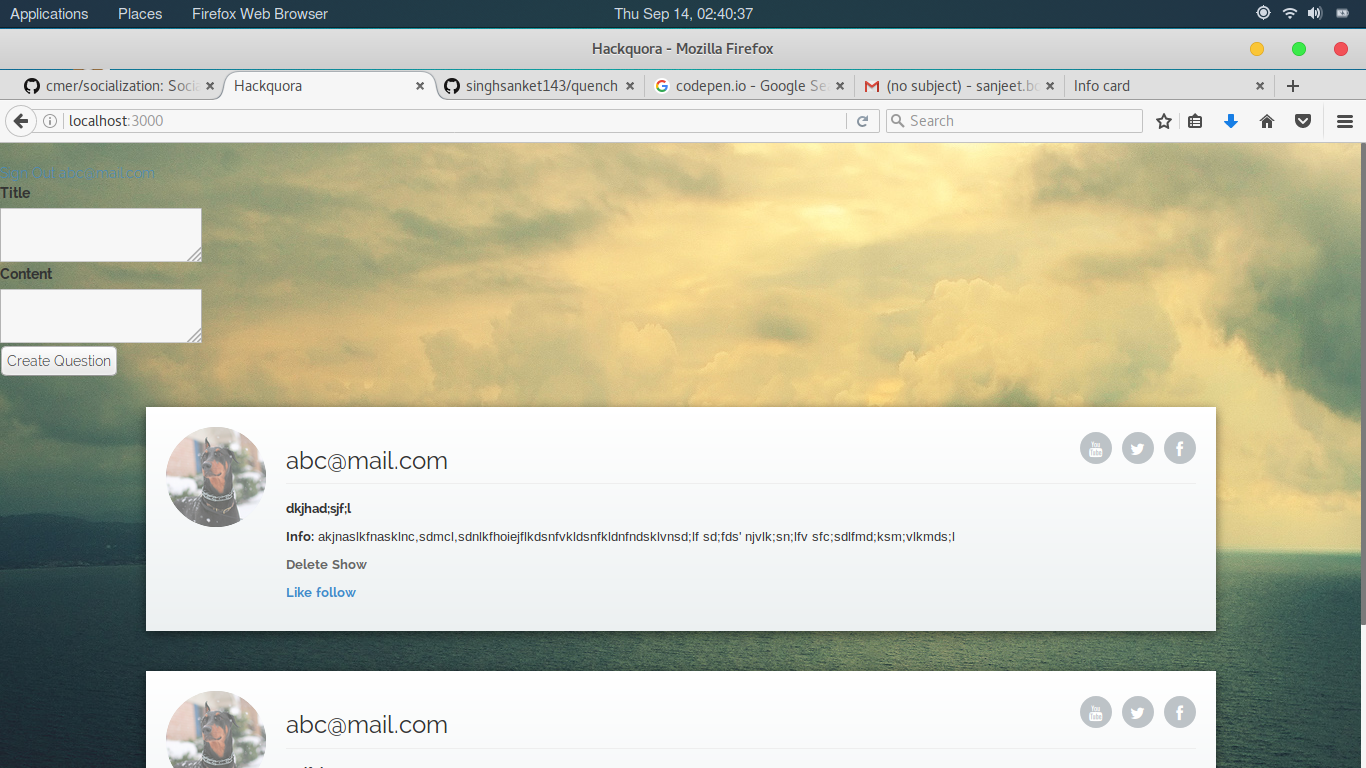 Applications Places Firefox Web Browser Thu Sep 14, 02:40:37
Hackquora - Mozilla Firefox
cmer/socialization: Socia Hackquora singhsanket143/quench codepen.io - Google Se (no subject) - sanjeet.bo Info card
localhost:3000 Search
abc@mail.com
Title
Content
Create Question
abc@mail.com
You Tube
dkjhad;sjf;l
Info: akjnaslkfnasklnc,sdmcl,sdnlkfhoiejflkdsnfvkldsnfkldnfndsklvnsd;lf sd;fds' njvlk;sn;lfv sfc;sdlfmd;ksm;vlkmds;l
Delete Show
Like follow
abc@mail.com
You Tube